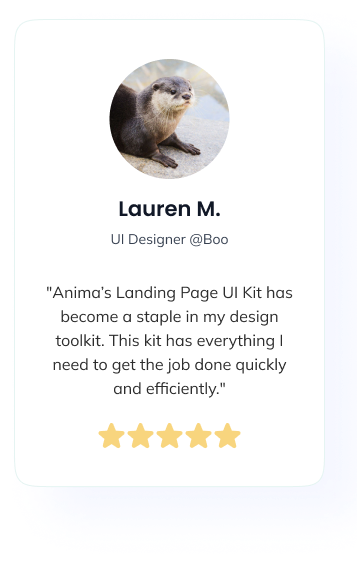 Lauren M.
UI Designer @Boo
"Anima’s Landing Page UI Kit has
become a staple in my design
toolkit. This kit has everything I
need to get the job done quickly
and efficiently."